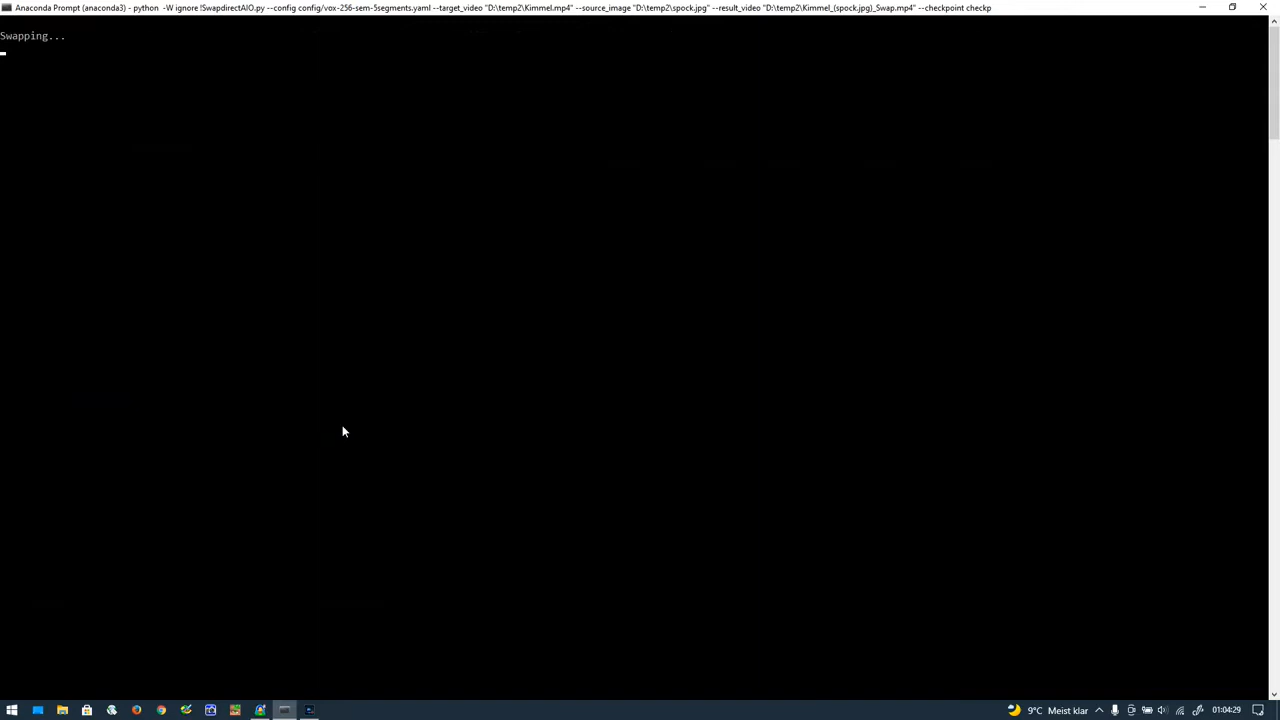 Anaconda Prompt (anaconda3) - python  -W ignore !SwapdirectAIO.py --config config/vox-256-sem-5segments.yaml --target_video "D:\temp2\Kimmel.mp4" --source_image "D:\temp2\spock.jpg" --result_video "D:\temp2\Kimmel_(spock.jpg)_Swap.mp4" --checkpoint checkp
Swapping...
9°C Meist klar
01:04:29